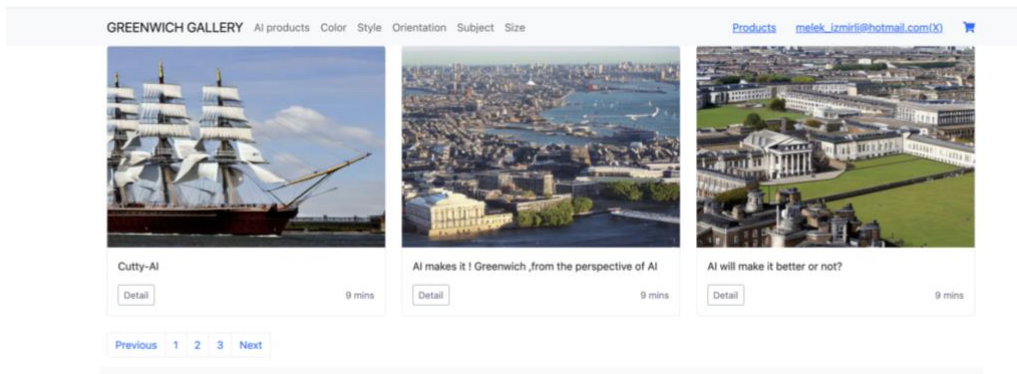 GREENWICH GALLERY AI products Color Style Orientation Subject Size Products melek_izmirli@hotmail.com(X)
Cutty-AI AI makes it ! Greenwich ,from the perspective of AI AI will make it better or not?
Detail 9 mins Detail 9 mins Detail 9 mins
Previous 1 2 3 Next